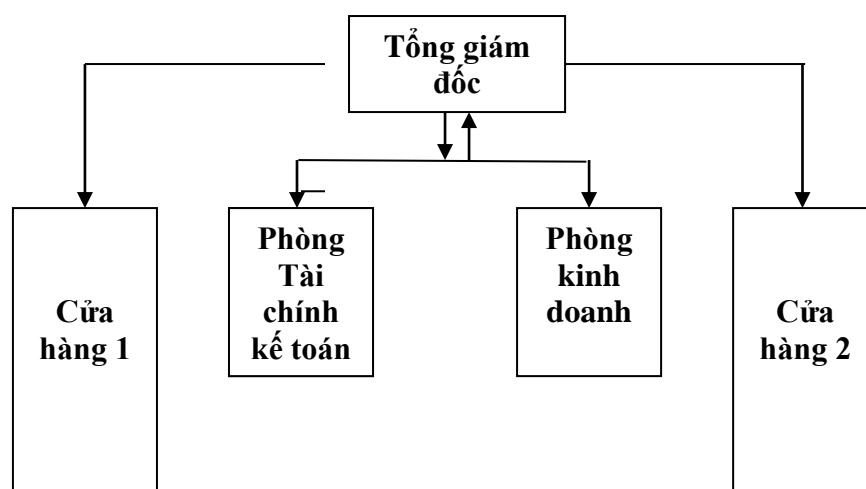 Tổng giám
đốc
Cửa
hàng 1
Phòng
Tài
chính
kế toán
Phòng
kinh
doanh
Cửa
hàng 2